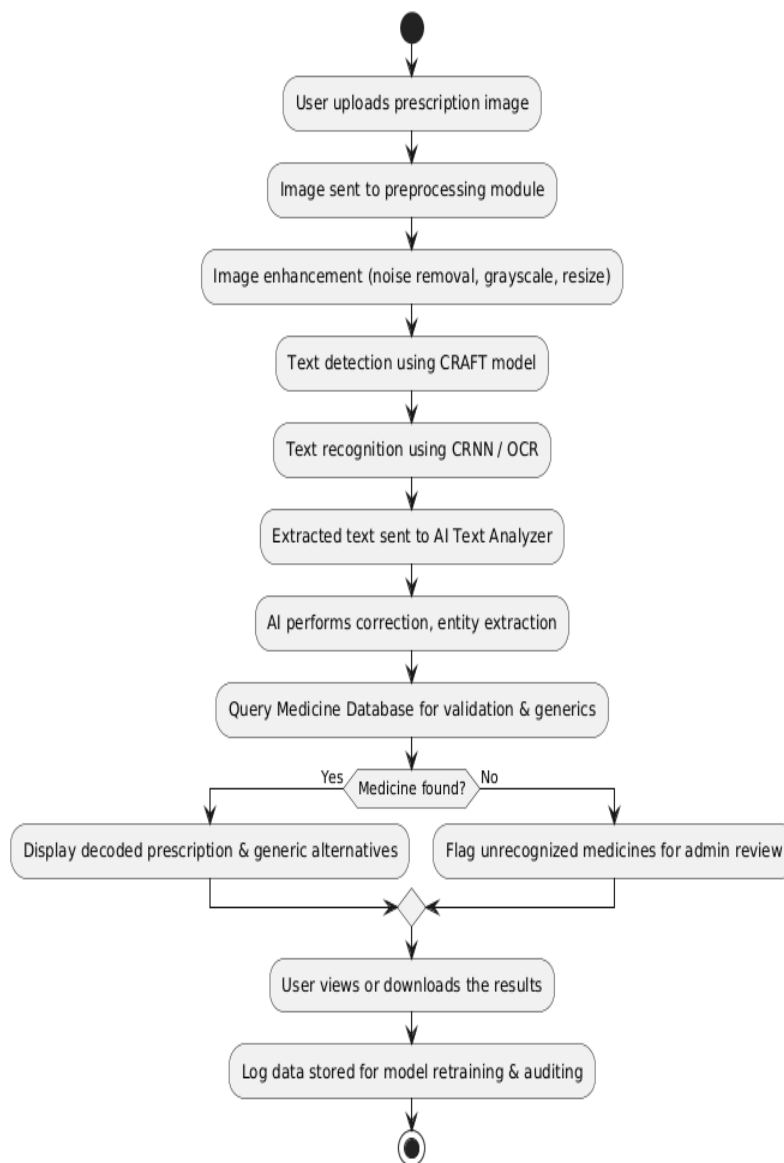 User uploads prescription image
Image sent to preprocessing module
Image enhancement (noise removal, grayscale, resize)
Text detection using CRAFT model
Text recognition using CRNN / OCR
Extracted text sent to AI Text Analyzer
AI performs correction, entity extraction
Query Medicine Database for validation & generics
Yes
Medicine found?
No
Display decoded prescription & generic alternatives
Flag unrecognized medicines for admin review
User views or downloads the results
Log data stored for model retraining & auditing